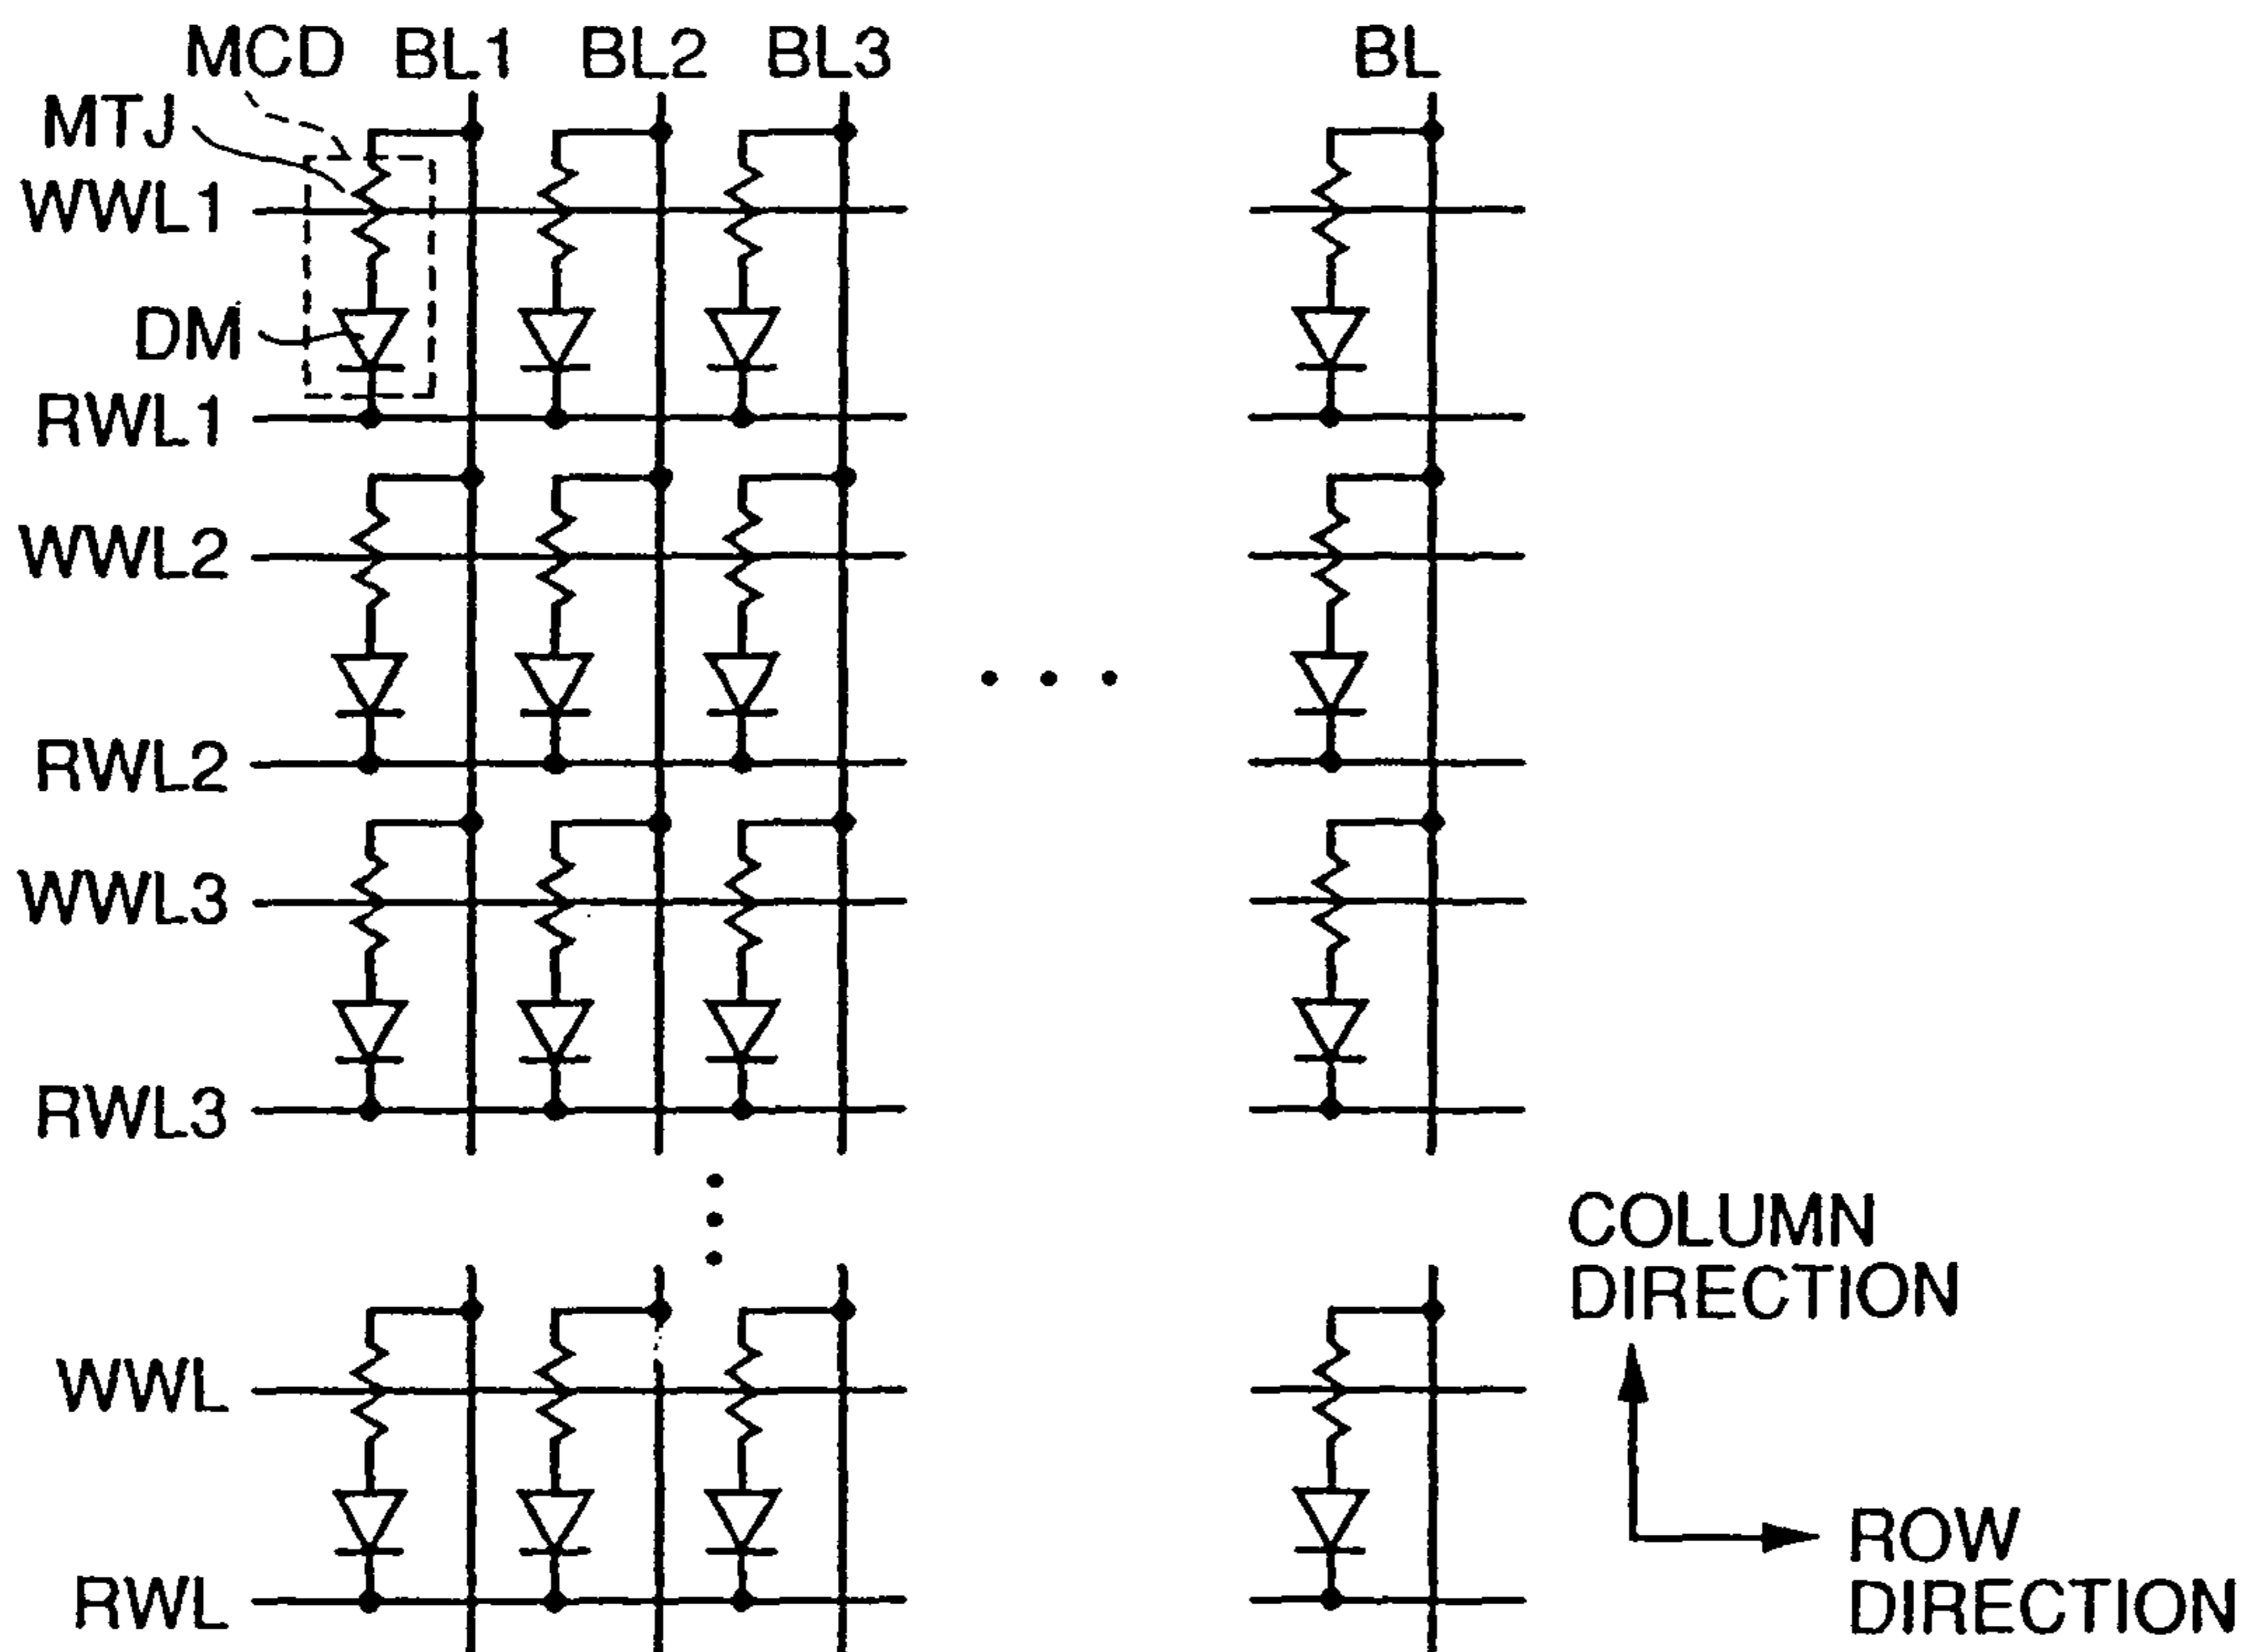 MCD BL1 BL2 BL3 BL
MTJ
WWL1
DM
RWL1
WWL2
RWL2
WWL3
RWL3
COLUMN
DIRECTION
WWL
ROW
RWL
DIRECTION